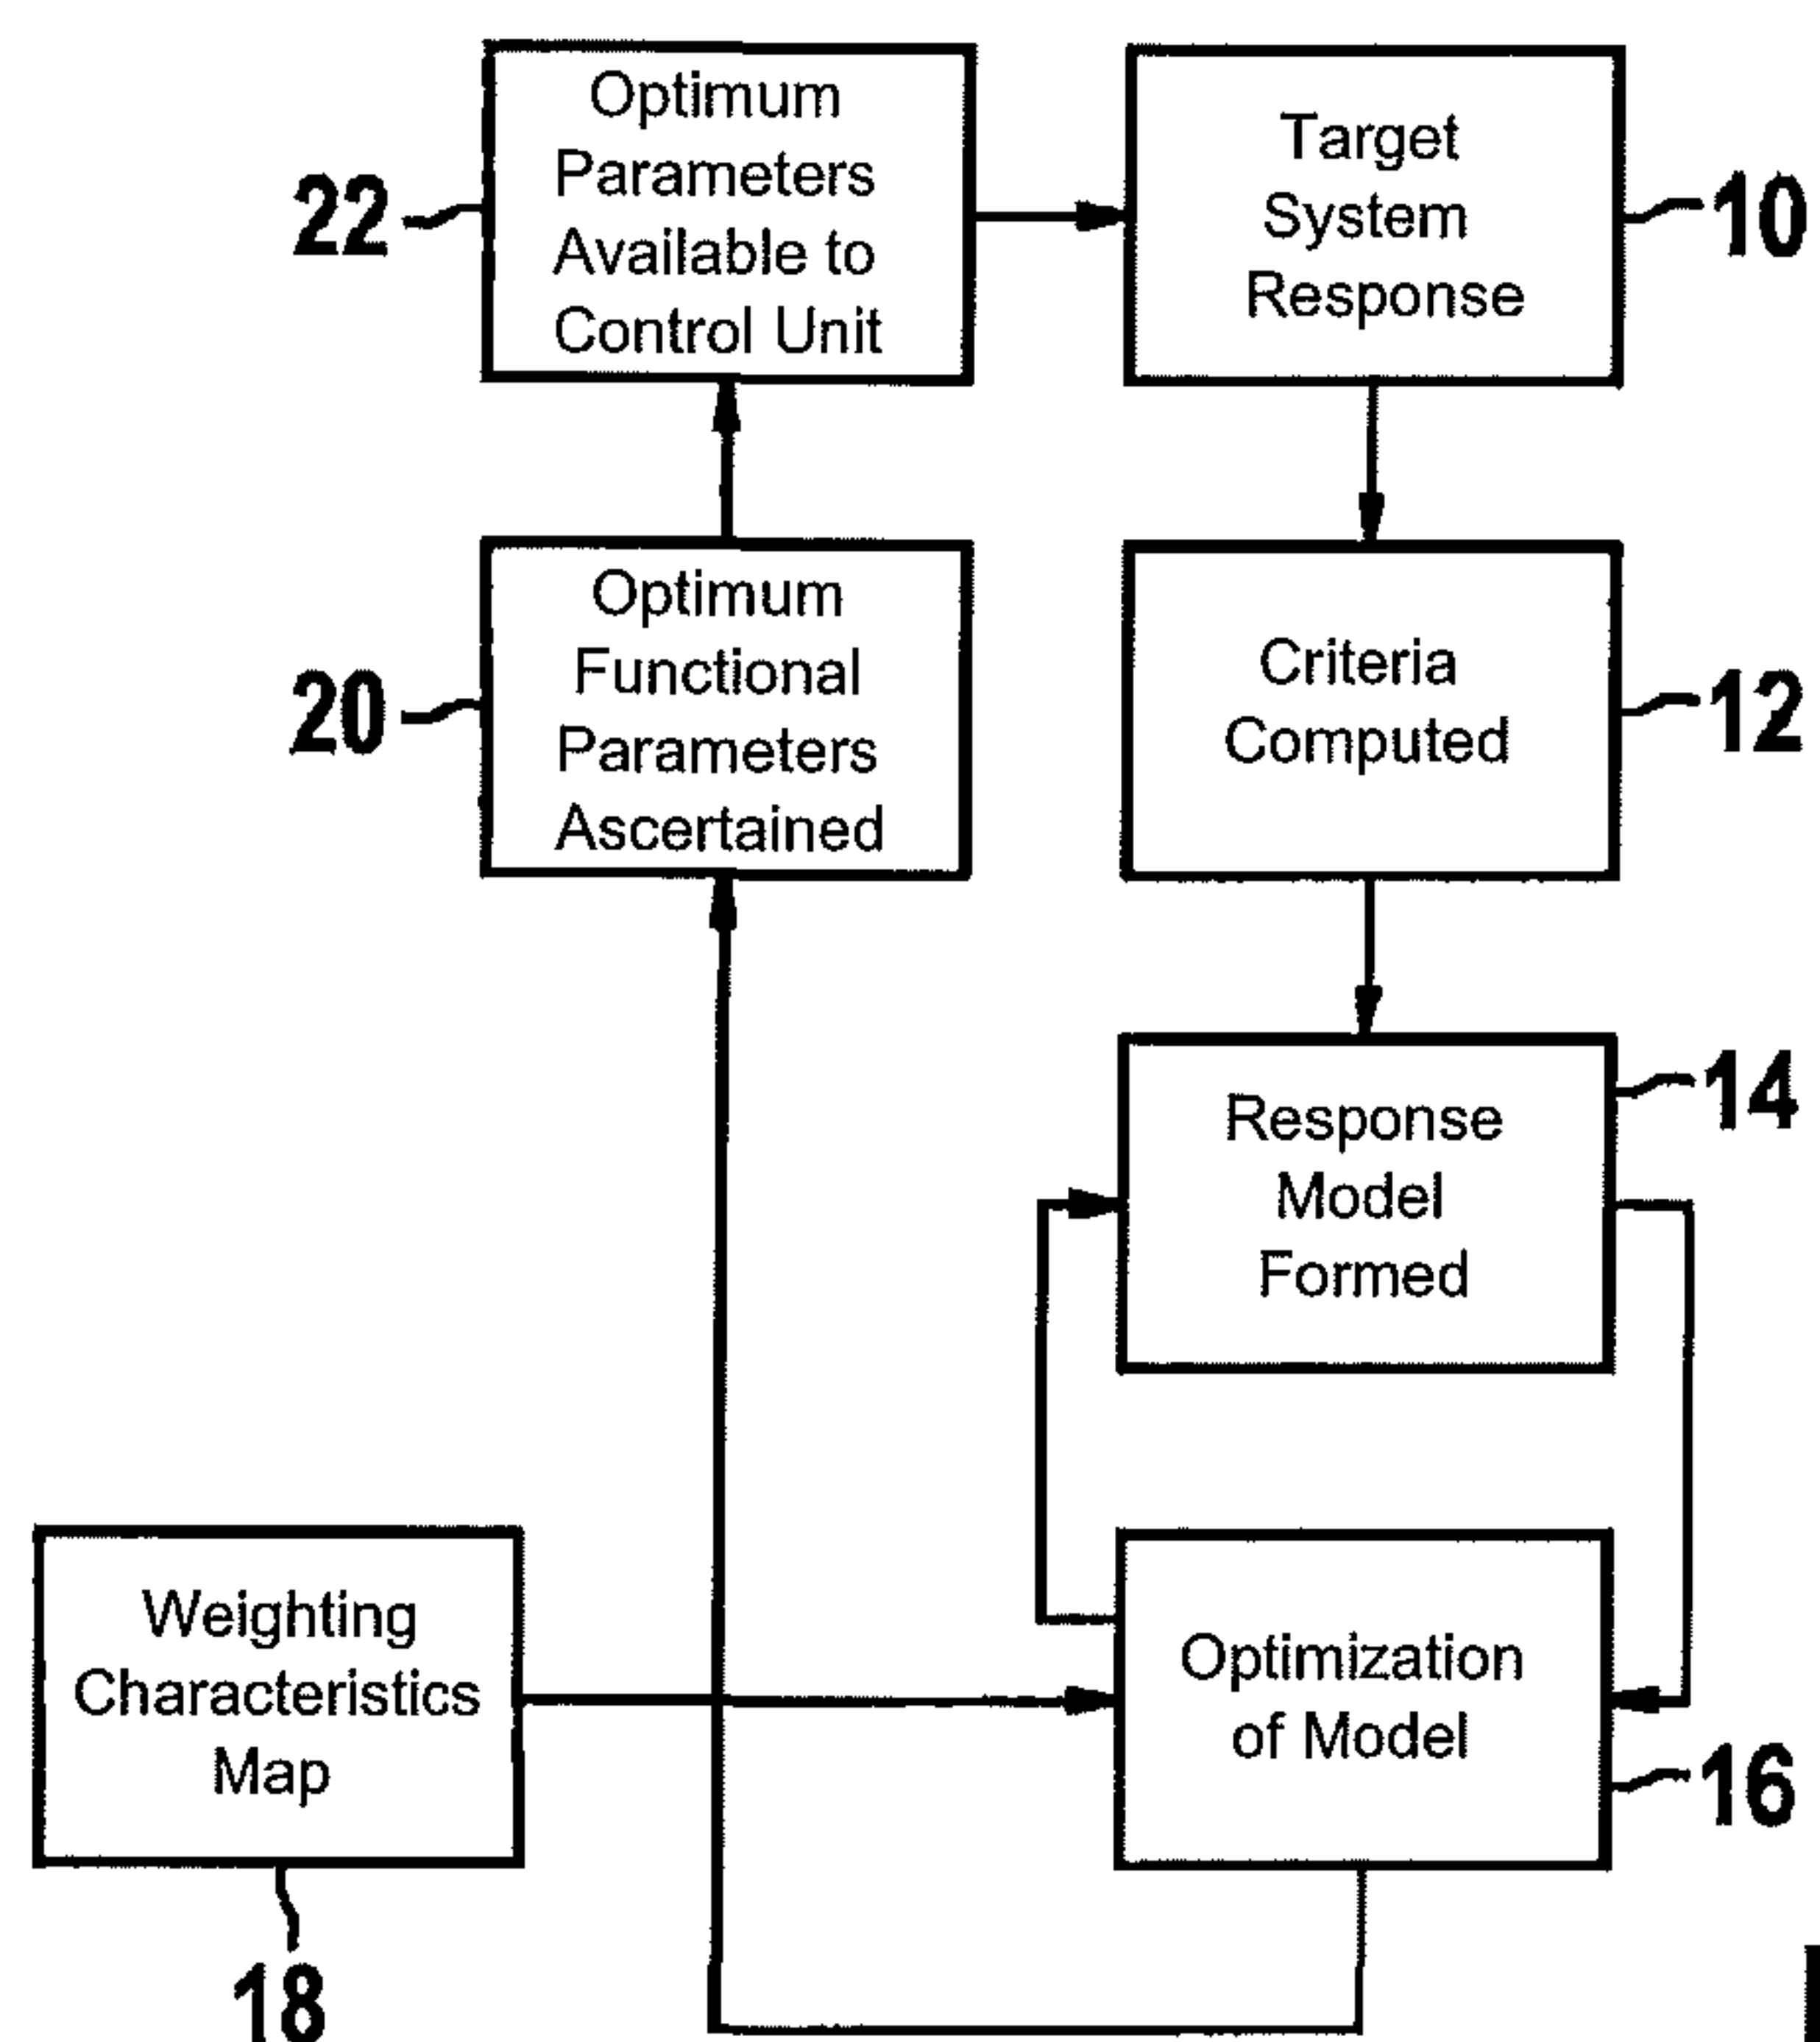 Optimum
Parameters
Available to
Control Unit
22
Target
System
Response
10
Optimum
Functional
Parameters
Ascertained
20
Criteria
Computed
12
Response
Model
Formed
14
Weighting
Characteristics
Map
18
Optimization
of Model
16